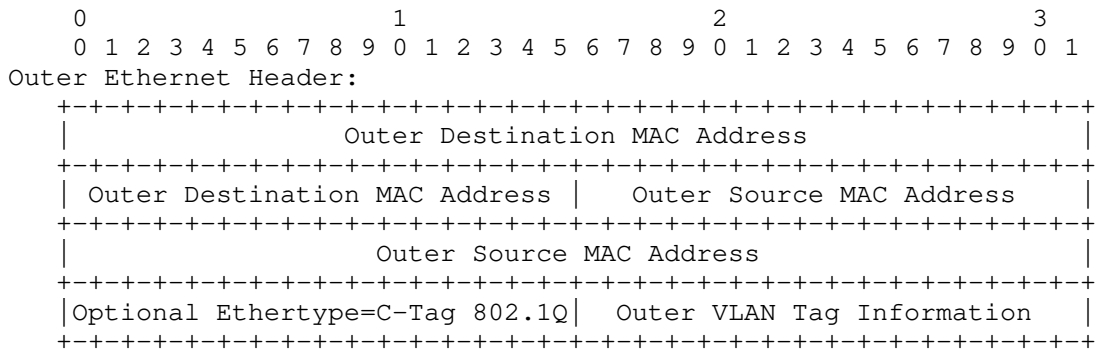 0                   1                   2                   3
0 1 2 3 4 5 6 7 8 9 0 1 2 3 4 5 6 7 8 9 0 1 2 3 4 5 6 7 8 9 0 1
Outer Ethernet Header:
+-+-+-+-+-+-+-+-+-+-+-+-+-+-+-+-+-+-+-+-+-+-+-+-+-+-+-+-+-+-+-+-+
|                 Outer Destination MAC Address                 |
+-+-+-+-+-+-+-+-+-+-+-+-+-+-+-+-+-+-+-+-+-+-+-+-+-+-+-+-+-+-+-+-+
| Outer Destination MAC Address |   Outer Source MAC Address    |
+-+-+-+-+-+-+-+-+-+-+-+-+-+-+-+-+-+-+-+-+-+-+-+-+-+-+-+-+-+-+-+-+
|                   Outer Source MAC Address                    |
+-+-+-+-+-+-+-+-+-+-+-+-+-+-+-+-+-+-+-+-+-+-+-+-+-+-+-+-+-+-+-+-+
|Optional Ethertype=C-Tag 802.1Q|  Outer VLAN Tag Information   |
+-+-+-+-+-+-+-+-+-+-+-+-+-+-+-+-+-+-+-+-+-+-+-+-+-+-+-+-+-+-+-+-+